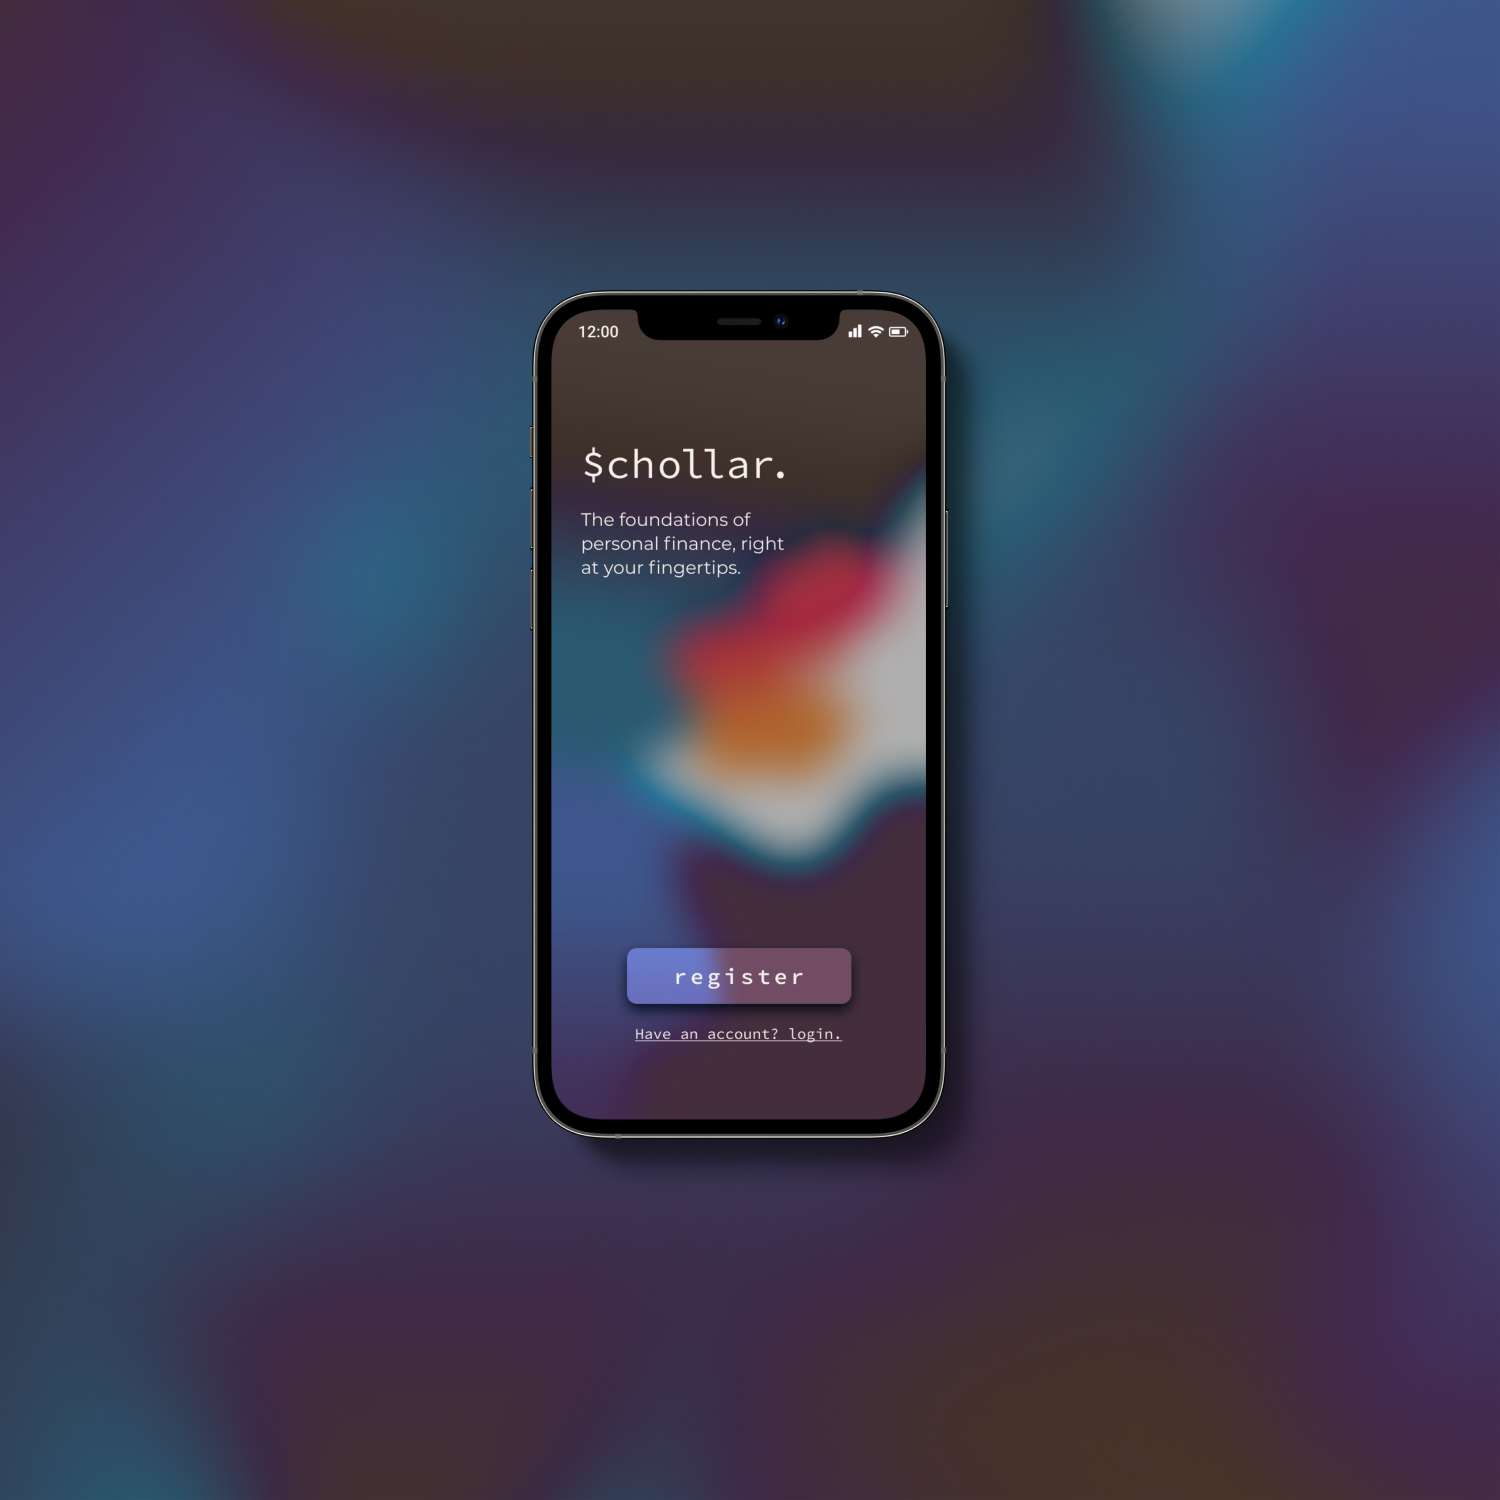 12:00
$chollar.
The foundations of
personal finance, right
at your fingertips.
register
Have an account? login.